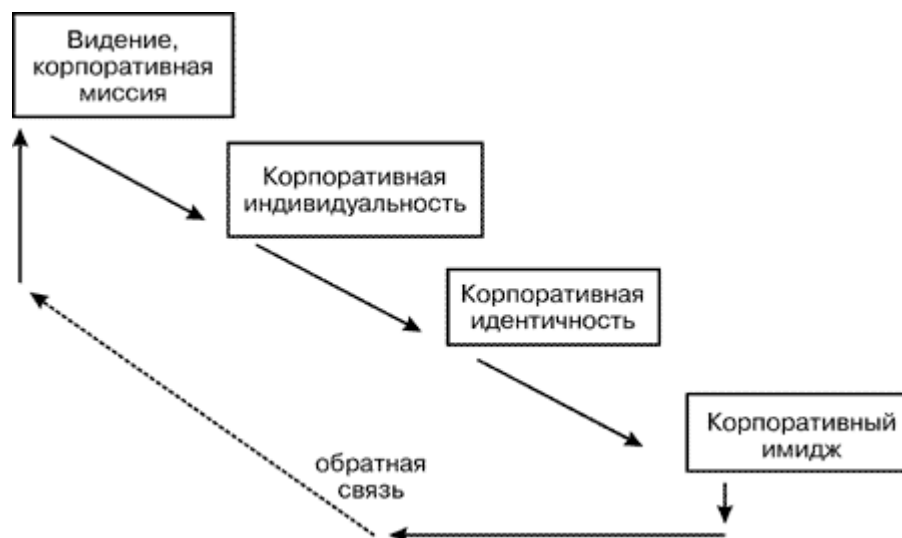 Видение,
корпоративная
миссия
Корпоративная
индивидуальность
Корпоративная
идентичность
Корпоративный
имидж
обратная
связь